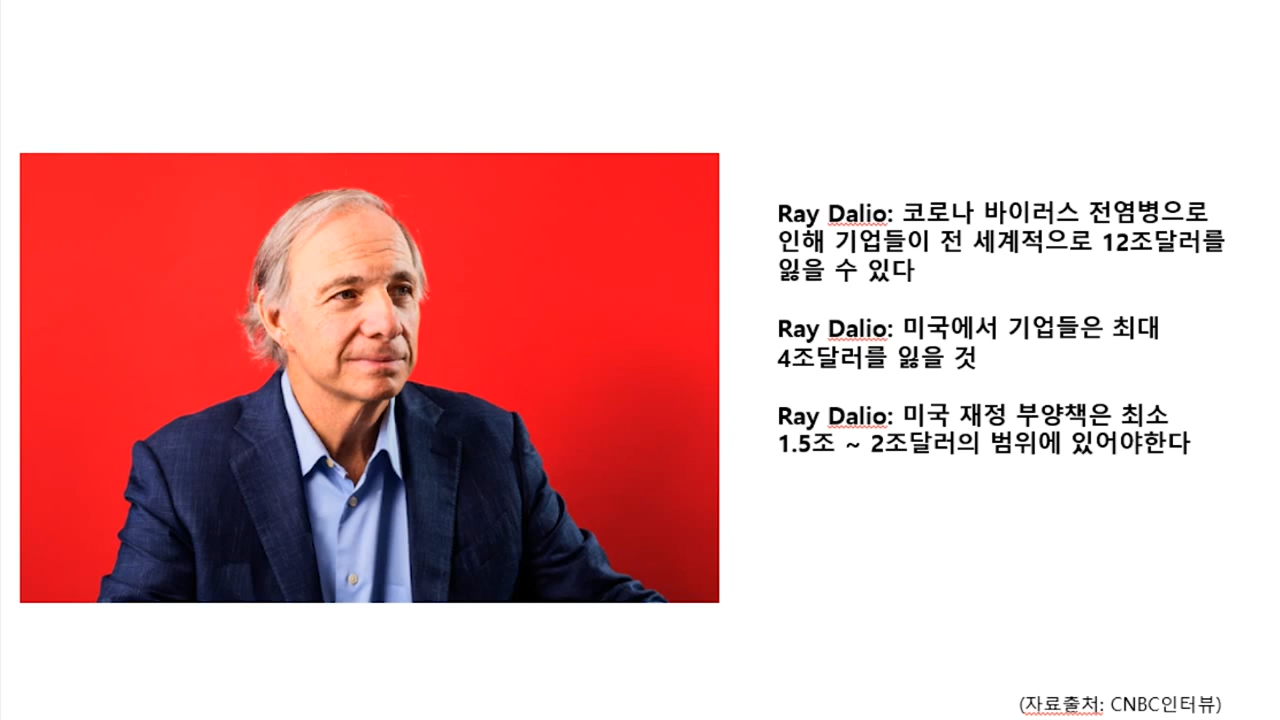 Ray Dalio: 코로나 바이러스 전염병으로
인해 기업들이 전 세계적으로 12조달러를
잃을 수 있다
Ray Dalio: 미국에서 기업들은 최대
4조달러를 잃을 것
Ray Dalio: 미국 재정 부양책은 최소
1.5조 ~ 2조달러의 범위에 있어야한다
(자료출처: CNBC인터뷰)